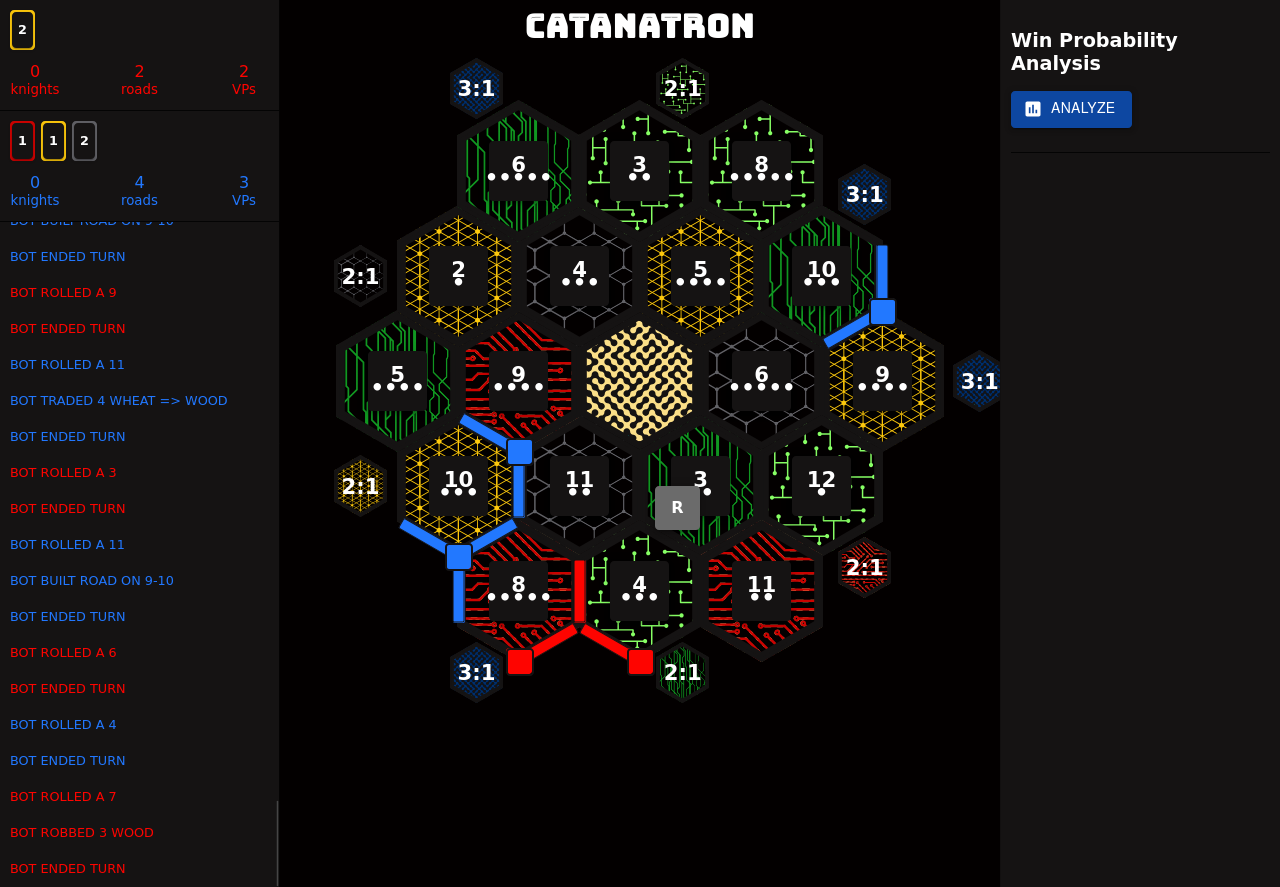 2
0 2 2
knights roads VPs
1 1 2
0 4 3
knights roads VPs
BOT BUILT ROAD ON 9-10
BOT ENDED TURN
BOT ROLLED A 9
BOT ENDED TURN
BOT ROLLED A 11
BOT TRADED 4 WHEAT => WOOD
BOT ENDED TURN
BOT ROLLED A 3
BOT ENDED TURN
BOT ROLLED A 11
BOT BUILT ROAD ON 9-10
BOT ENDED TURN
BOT ROLLED A 6
BOT ENDED TURN
BOT ROLLED A 4
BOT ENDED TURN
BOT ROLLED A 7
BOT ROBBED 3 WOOD
BOT ENDED TURN
CATANATRON
3:1 2:1
6 3 8
3:1
2:1 2 4 5 10
5 9 6 9 3:1
2:1 10 11 3 12
R
2:1
8 4 11
3:1 2:1
Win Probability
Analysis
ANALYZE